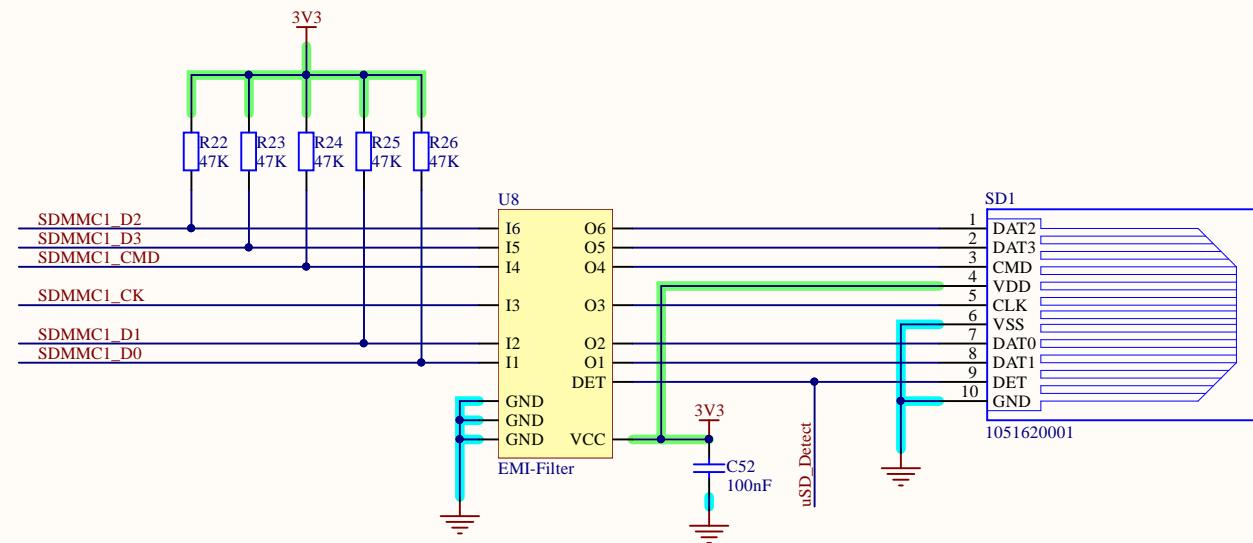 3V3
R22
47K
R23
47K
R24
47K
R25
47K
R26
47K
U8
SD1
SDMMC1_D2
I6
O6
1
DAT2
SDMMC1_D3
I5
O5
2
DAT3
SDMMC1_CMD
I4
O4
3
CMD
4
VDD
SDMMC1_CK
I3
O3
5
CLK
6
VSS
SDMMC1_D1
I2
O2
7
DAT0
SDMMC1_D0
I1
O1
8
DAT1
DET
9
DET
GND
10
GND
GND
3V3
GND
VCC
1051620001
EMI-Filter
C52
100nF
uSD_Detect